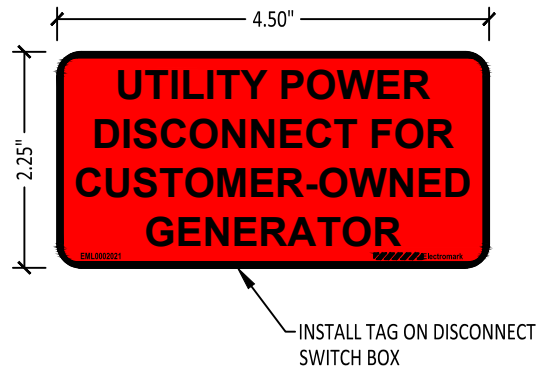 4.50"
2.25"
UTILITY POWER
DISCONNECT FOR
CUSTOMER-OWNED
GENERATOR
EML0002021 Electromark
INSTALL TAG ON DISCONNECT
SWITCH BOX